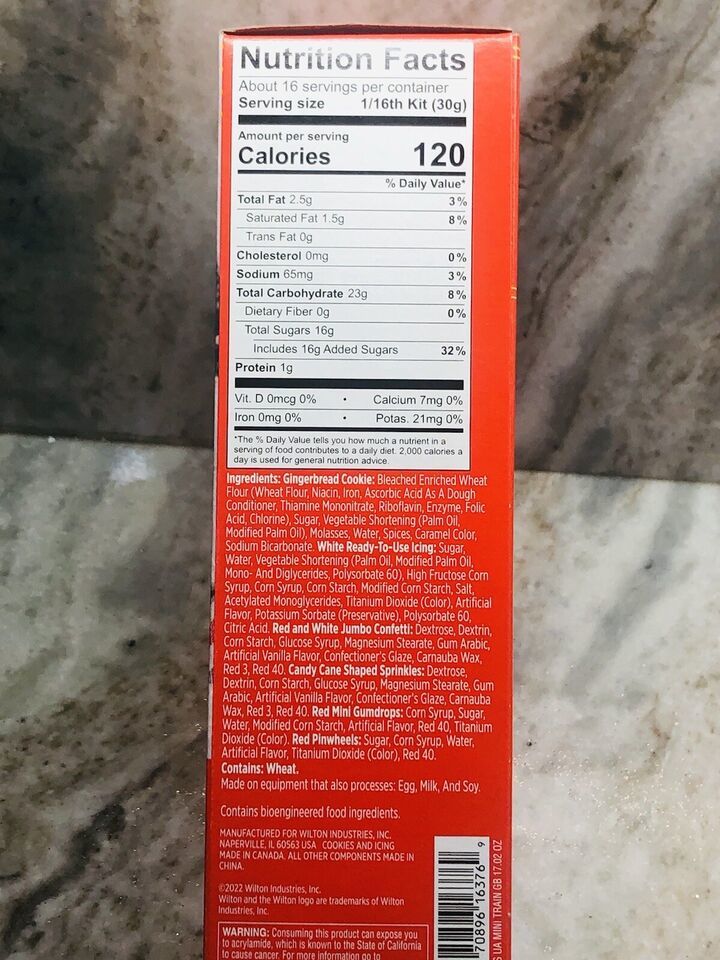 Nutrition Facts
About 16 servings per container
Serving size 1/16th Kit (30g)
Amount per serving
Calories 120
% Daily Value*
Total Fat 2.5g 3%
Saturated Fat 1.5g 8%
Trans Fat 0g
Cholesterol 0mg 0%
Sodium 65mg 3%
Total Carbohydrate 23g 8%
Dietary Fiber 0g 0%
Total Sugars 16g
Includes 16g Added Sugars 32%
Protein 1g
Vit. D 0mcg 0% • Calcium 7mg 0%
Iron 0mg 0% • Potas. 21mg 0%
*The % Daily Value tells you how much a nutrient in a
serving of food contributes to a daily diet. 2,000 calories a
day is used for general nutrition advice.
Ingredients: Gingerbread Cookie: Bleached Enriched Wheat
Flour (Wheat Flour, Niacin, Iron, Ascorbic Acid As A Dough
Conditioner, Thiamine Mononitrate, Riboflavin, Enzyme, Folic
Acid, Chlorine), Sugar, Vegetable Shortening (Palm Oil,
Modified Palm Oil), Molasses, Water, Spices, Caramel Color,
Sodium Bicarbonate. White Ready-To-Use Icing: Sugar,
Water, Vegetable Shortening (Palm Oil, Modified Palm Oil,
Mono- And Diglycerides, Polysorbate 60), High Fructose Corn
Syrup, Corn Syrup, Corn Starch, Modified Corn Starch, Salt,
Acetylated Monoglycerides, Titanium Dioxide (Color), Artificial
Flavor, Potassium Sorbate (Preservative), Polysorbate 60,
Citric Acid. Red and White Jumbo Confetti: Dextrose, Dextrin,
Corn Starch, Glucose Syrup, Magnesium Stearate, Gum Arabic,
Artificial Vanilla Flavor, Confectioner's Glaze, Carnauba Wax,
Red 3, Red 40. Candy Cane Shaped Sprinkles: Dextrose,
Dextrin, Corn Starch, Glucose Syrup, Magnesium Stearate, Gum
Arabic, Artificial Vanilla Flavor, Confectioner's Glaze, Carnauba
Wax, Red 3, Red 40. Red Mini Gumdrops: Corn Syrup, Sugar,
Water, Modified Corn Starch, Artificial Flavor, Red 40, Titanium
Dioxide (Color). Red Pinwheels: Sugar, Corn Syrup, Water,
Artificial Flavor, Titanium Dioxide (Color), Red 40.
Contains: Wheat.
Made on equipment that also processes: Egg, Milk, And Soy.
Contains bioengineered food ingredients.
MANUFACTURED FOR WILTON INDUSTRIES, INC.
NAPERVILLE, IL 60563 USA COOKIES AND ICING
MADE IN CANADA. ALL OTHER COMPONENTS MADE IN
CHINA.
©2022 Wilton Industries, Inc.
Wilton and the Wilton logo are trademarks of Wilton
Industries, Inc.
WARNING: Consuming this product can expose you
to acrylamide, which is known to the State of California
to cause cancer. For more information go to
70896 16376 9
UA MINI TRAIN GB 17.02 OZ